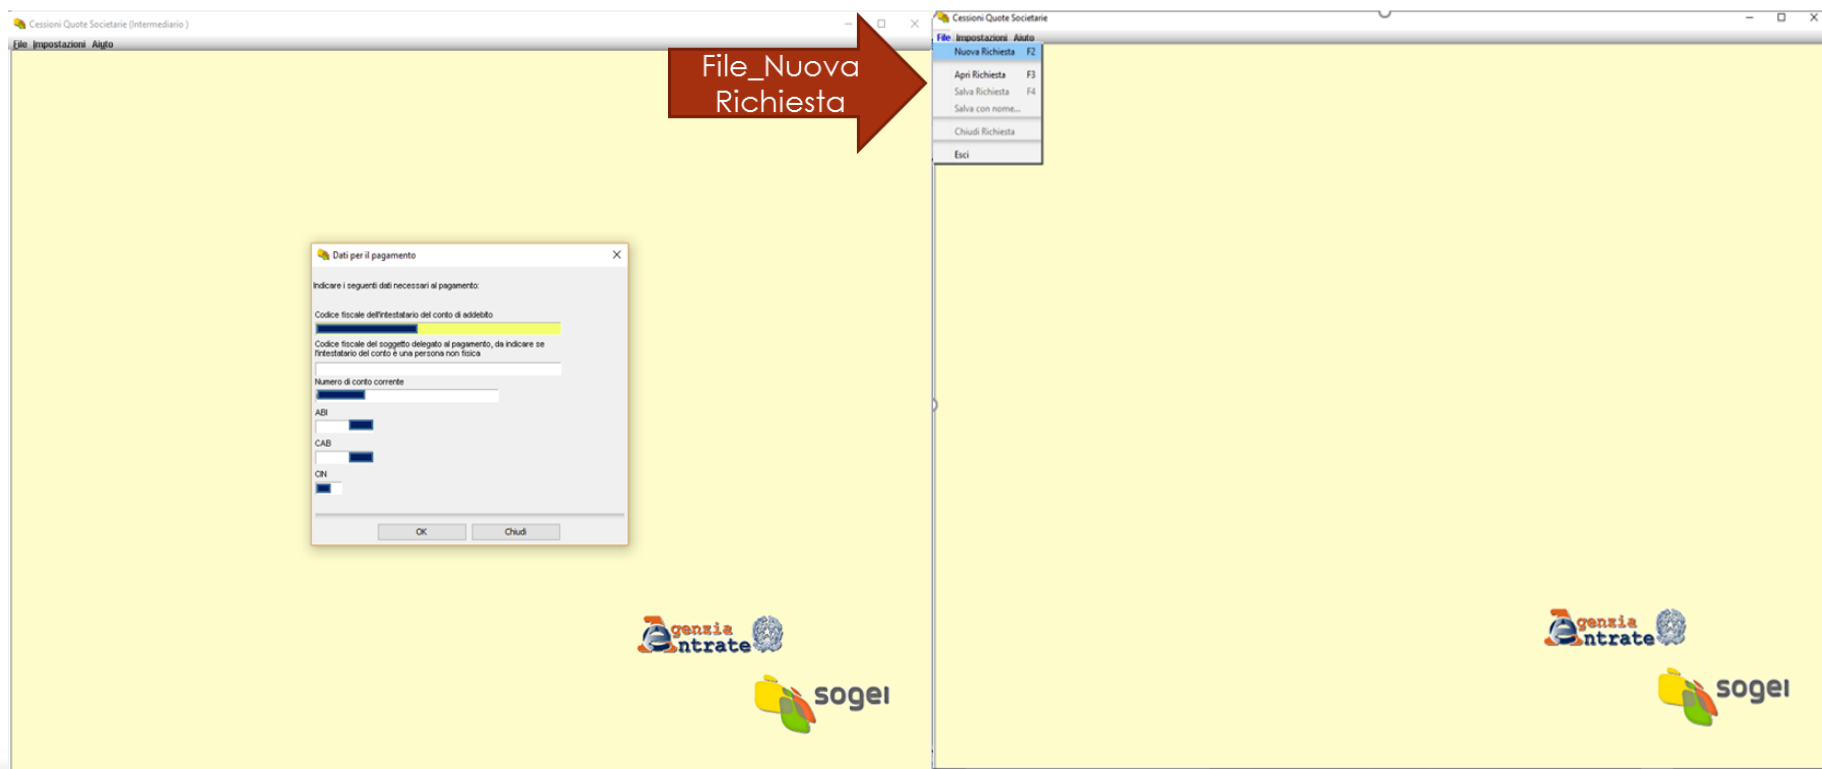 Cessioni Quote Societarie (Intermediario )
File Impostazioni Aiuto
Dati per il pagamento
Indicare i seguenti dati necessari al pagamento:
Codice fiscale dell'intestatario del conto di addebito
Codice fiscale del soggetto delegato al pagamento, da indicare se
l'intestatario del conto è una persona non fisica
Numero di conto corrente
ABI
CAB
CIN
OK Chiudi
Agenzia
Entrate
sogei
File_Nuova
Richiesta
Cessioni Quote Societarie
File Impostazioni Aiuto
Nuova Richiesta F2
Apri Richiesta F3
Salva Richiesta F4
Salva con nome...
Chiudi Richiesta
Esci
Agenzia
Entrate
sogei